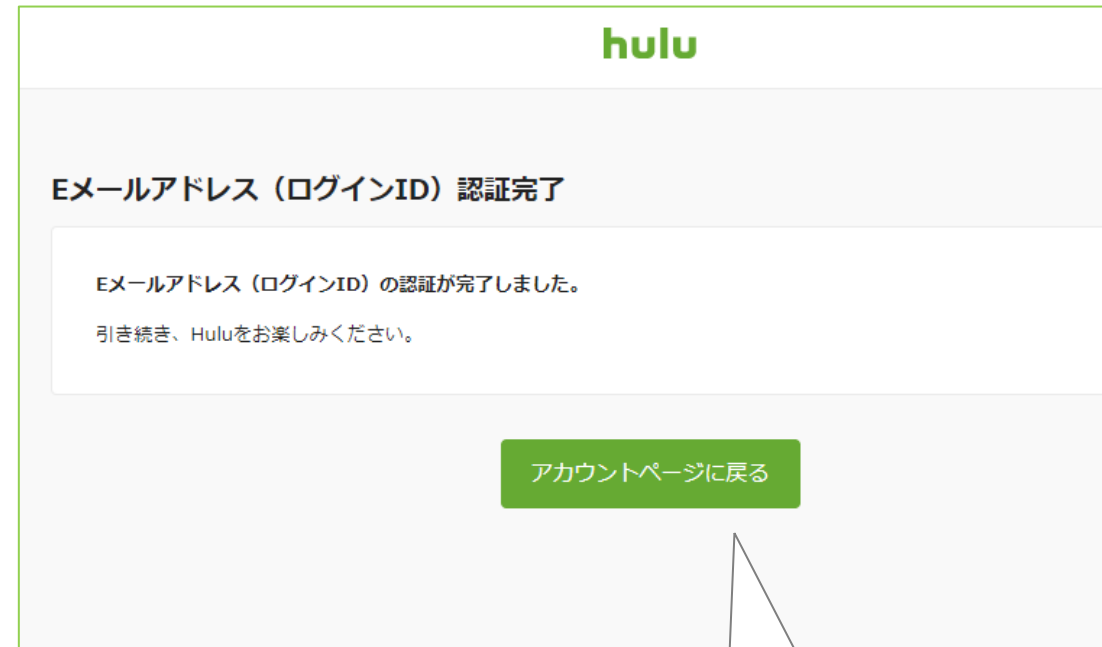 hulu
Eメールアドレス（ログインID）認証完了
Eメールアドレス（ログインID）の認証が完了しました。
引き続き、Huluをお楽しみください。
アカウントページに戻る